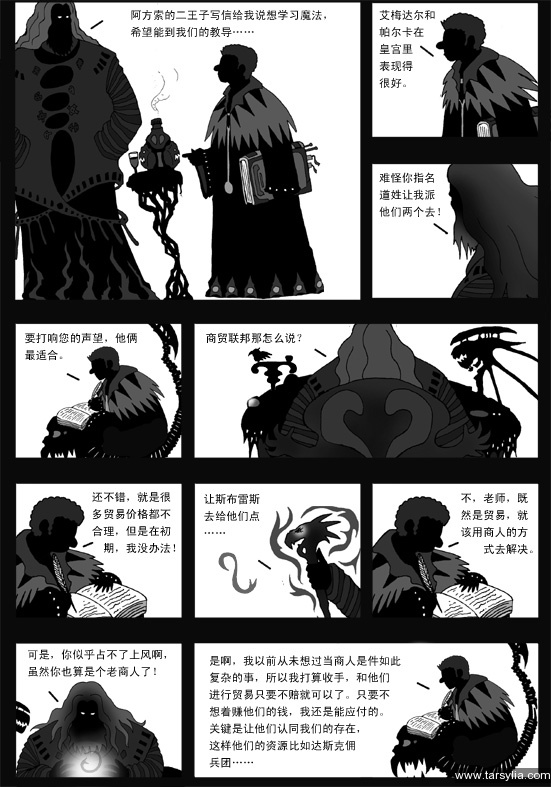 阿方索的二王子写信给我说想学习魔法，
希望能到我们的教导……
艾梅达尔和
帕尔卡在
皇宫里
表现得
很好。
难怪你指名
道姓让我派
他们两个去！
要打响您的声望，他俩
最适合。
商贸联邦那怎么说？
还不错，就是很
多贸易价格都不
合理，但是在初
期，我没办法！
让斯布雷斯
去给他们点
……
不，老师，既
然是贸易，就
该用商人的方
式去解决。
可是，你似乎占不了上风啊，
虽然你也算是个老商人了！
是啊，我以前从未想过当商人是件如此
复杂的事，所以我打算收手，和他们
进行贸易只要不赔就可以了。只要不
想着赚他们的钱，我还是能应付的。
关键是让他们认同我们的存在，
这样他们的资源比如达斯克佣
兵团……
www.tarsylia.com